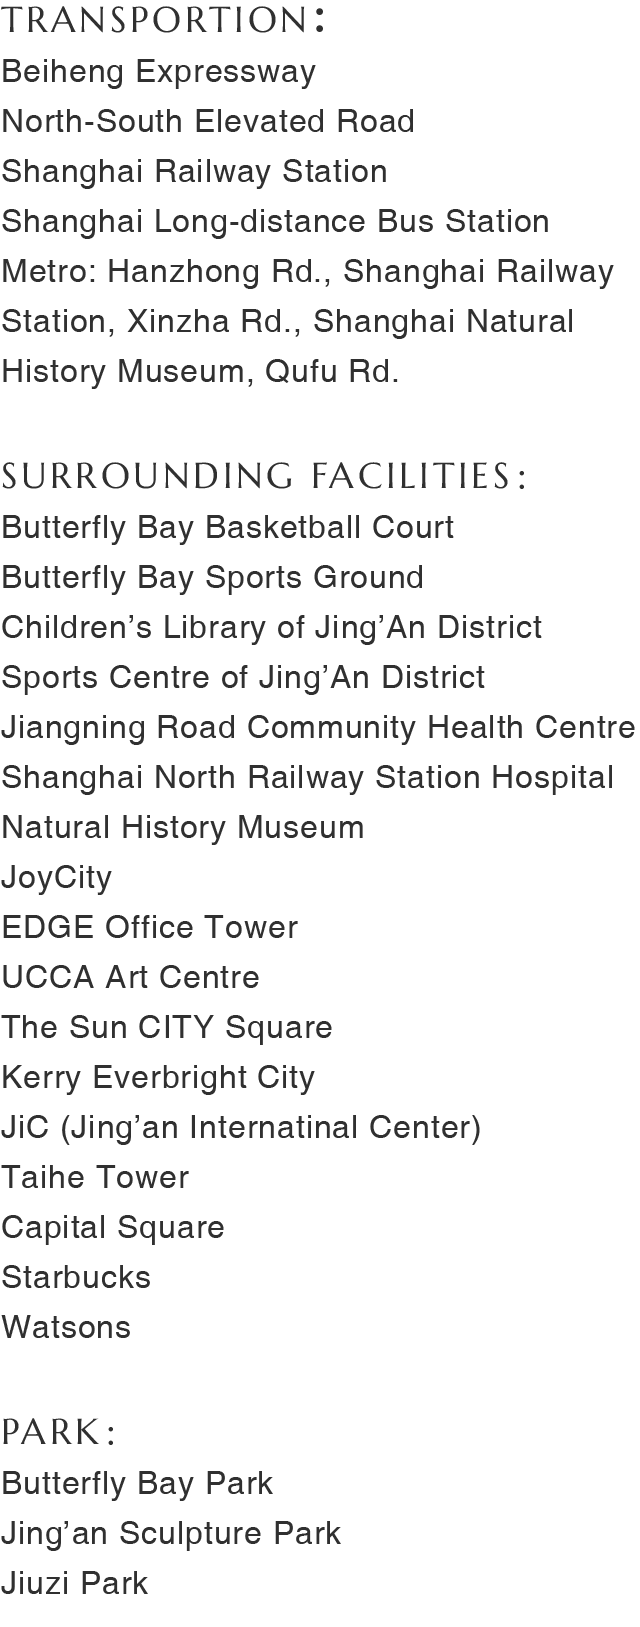 TRANSPORTION:
Beiheng Expressway
North-South Elevated Road
Shanghai Railway Station
Shanghai Long-distance Bus Station
Metro: Hanzhong Rd., Shanghai Railway
Station, Xinzha Rd., Shanghai Natural
History Museum, Qufu Rd.
SURROUNDING FACILITIES:
Butterfly Bay Basketball Court
Butterfly Bay Sports Ground
Children’s Library of Jing’An District
Sports Centre of Jing’An District
Jiangning Road Community Health Centre
Shanghai North Railway Station Hospital
Natural History Museum
JoyCity
EDGE Office Tower
UCCA Art Centre
The Sun CITY Square
Kerry Everbright City
JiC (Jing’an Internatinal Center)
Taihe Tower
Capital Square
Starbucks
Watsons
PARK:
Butterfly Bay Park
Jing’an Sculpture Park
Jiuzi Park